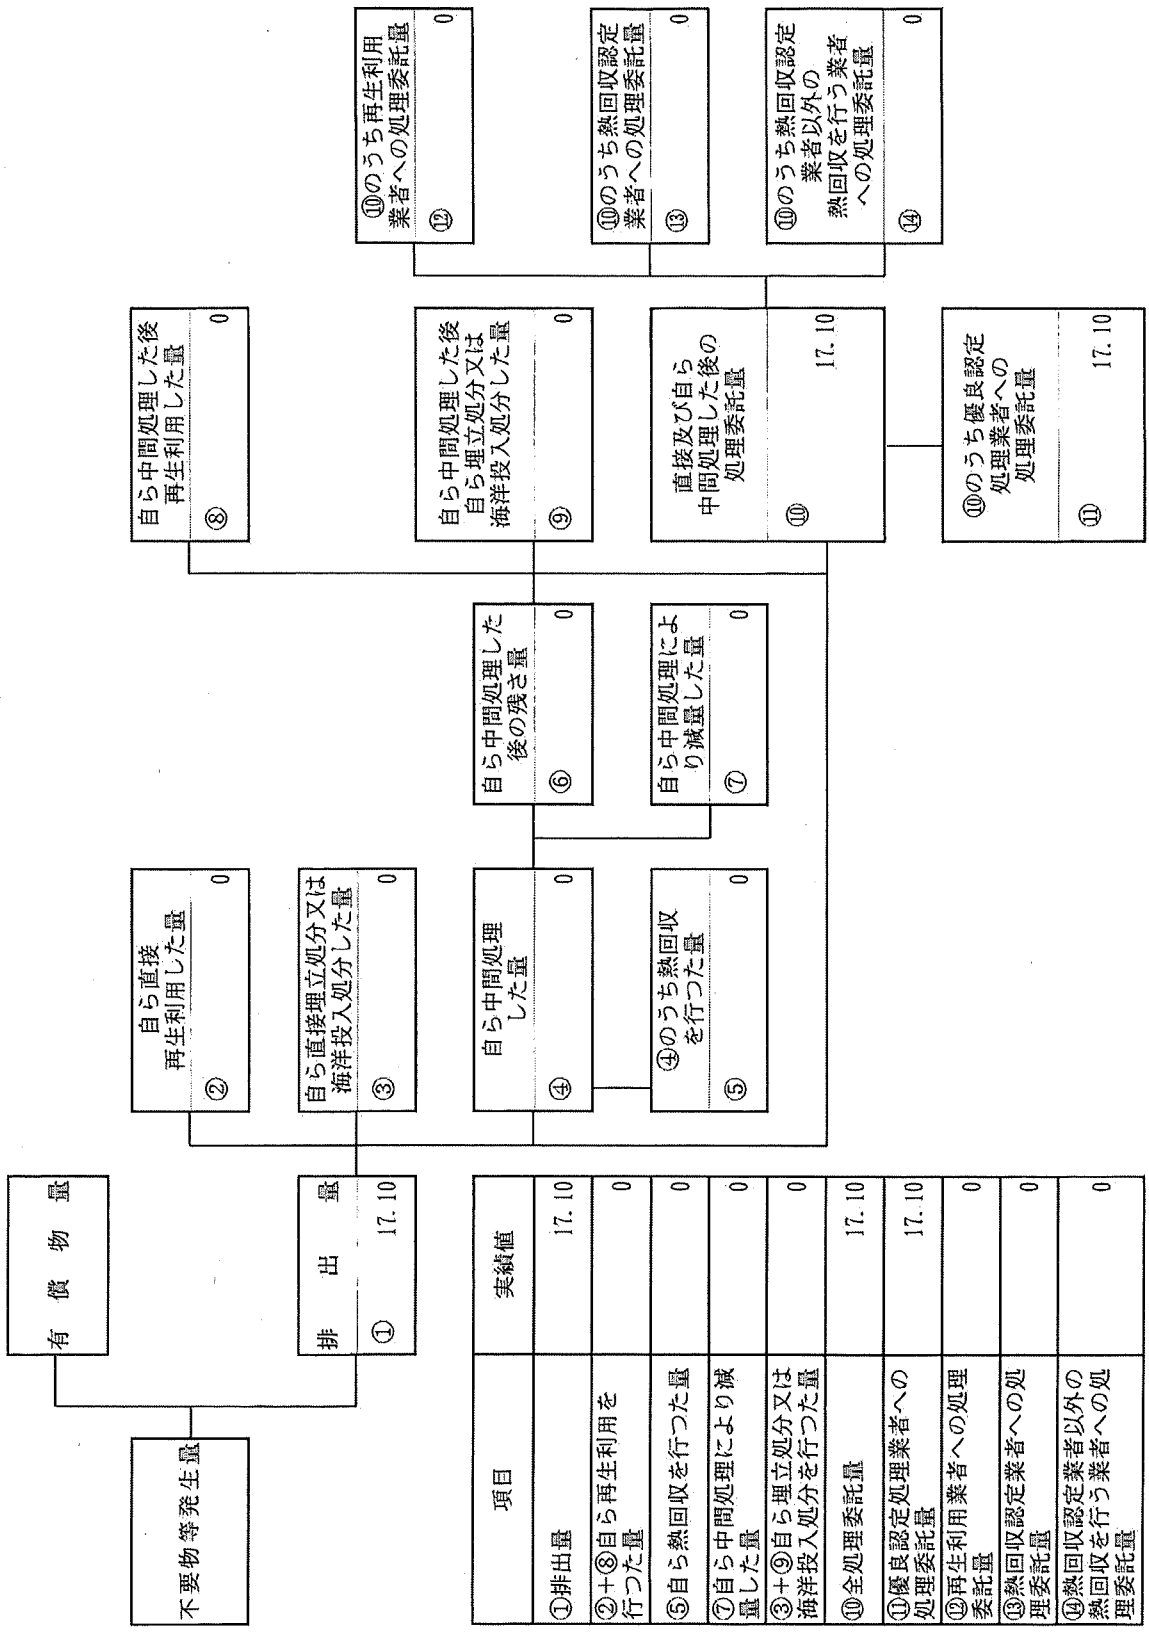 不要物等発生量
有償物量
排出量
① 17.10
自ら直接
再生利用した量
② 0
自ら直接埋立処分又は
海洋投入処分した量
③ 0
自ら中間処理
した量
④ 0
④のうち熱回収
を行つた量
⑤ 0
自ら中間処理した
後の残さ量
⑥ 0
自ら中間処理によ
り減量した量
⑦ 0
自ら中間処理した後
再生利用した量
⑧ 0
自ら中間処理した後
自ら埋立処分又は
海洋投入処分した量
⑨ 0
直接及び自ら
中間処理した後の
処理委託量
⑩ 17.10
⑩のうち優良認定
処理業者への
処理委託量
⑪ 17.10
⑩のうち再生利用
業者への処理委託量
⑫ 0
⑩のうち熱回収認定
業者への処理委託量
⑬ 0
⑩のうち熱回収認定
業者以外の
熱回収を行う業者
への処理委託量
⑭ 0
項目 実績値
①排出量 17.10
②+⑧自ら再生利用を
行つた量 0
⑤自ら熱回収を行つた量 0
⑦自ら中間処理により減
量した量 0
③+⑨自ら埋立処分又は
海洋投入処分を行つた量 0
⑩全処理委託量 17.10
⑪優良認定処理業者への
処理委託量 17.10
⑫再生利用業者への処理
委託量 0
⑬熱回収認定業者への処
理委託量 0
⑭熱回収認定業者以外の
熱回収を行う業者への処
理委託量 0